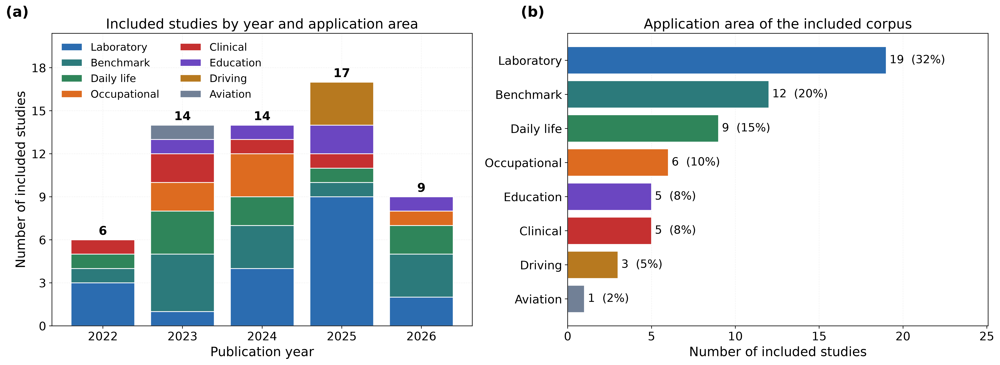 (a)
Included studies by year and application area
Laboratory
Benchmark
Daily life
Occupational
Clinical
Education
Driving
Aviation
Number of included studies
18
15
12
9
6
3
0
6
14
14
17
9
2022
2023
2024
2025
2026
Publication year
(b)
Application area of the included corpus
Laboratory
19 (32%)
Benchmark
12 (20%)
Daily life
9 (15%)
Occupational
6 (10%)
Education
5 (8%)
Clinical
5 (8%)
Driving
3 (5%)
Aviation
1 (2%)
0
5
10
15
20
25
Number of included studies